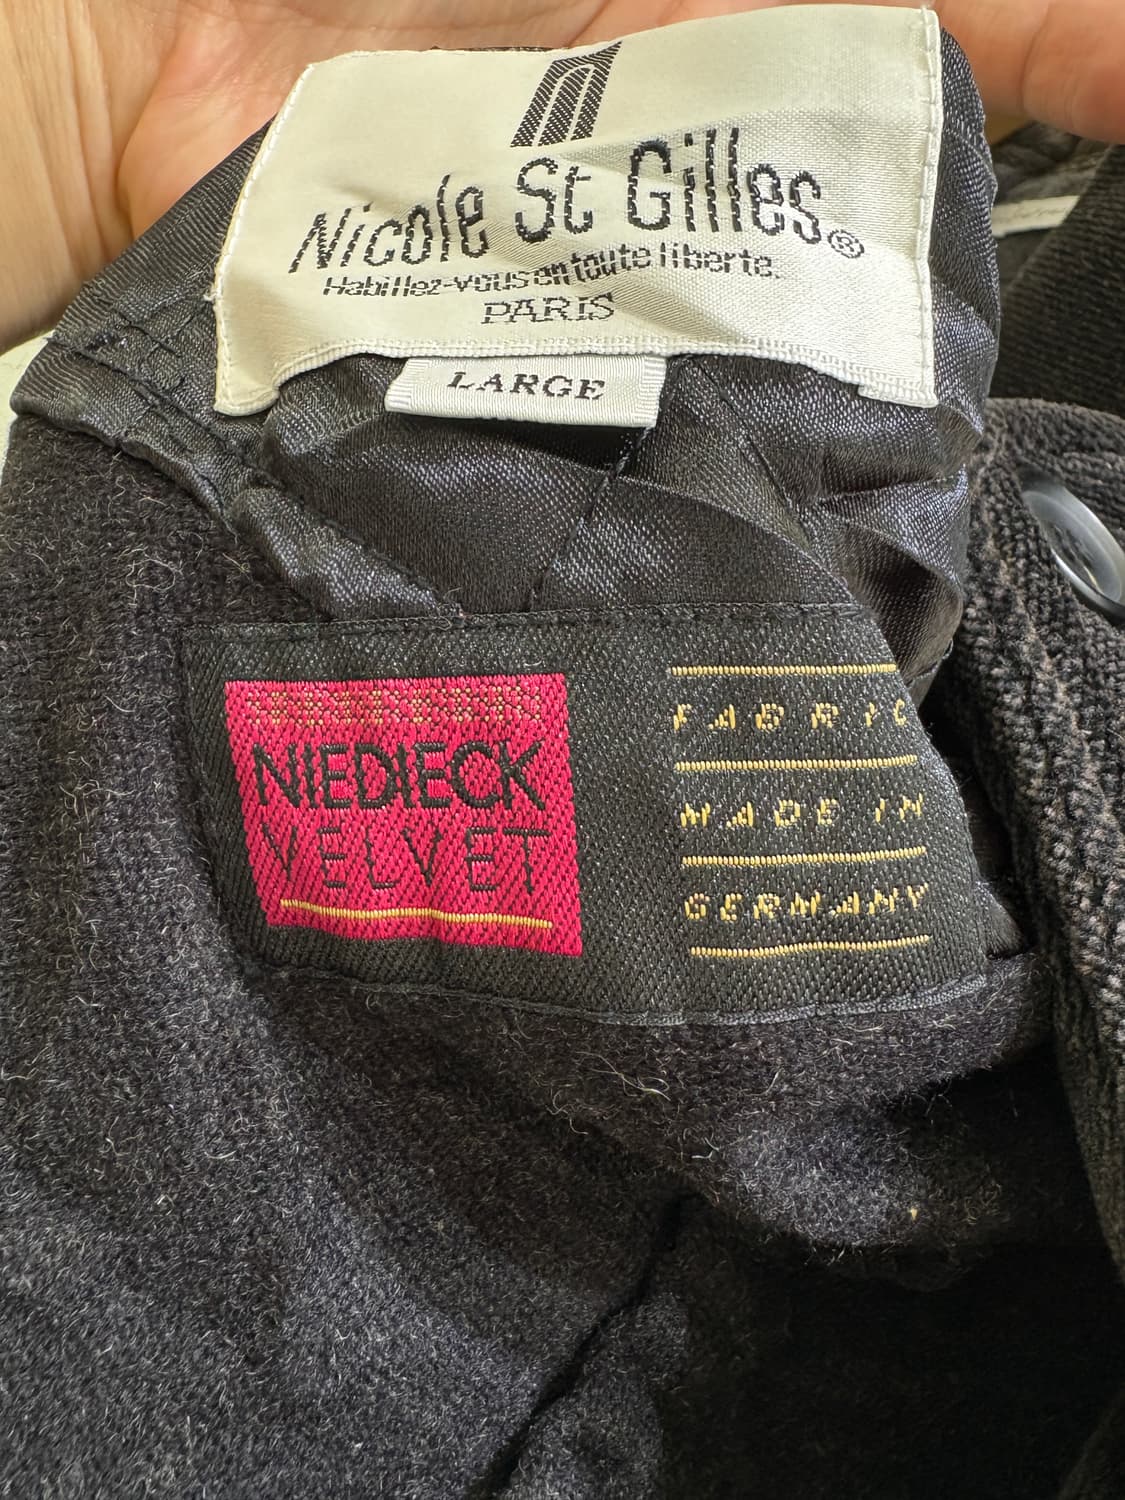 Nicole St Gilles®
Habillez-vous en toute liberte.
PARIS
LARGE
NIEDIECK
VELVET
FABRIC
MADE IN
GERMANY